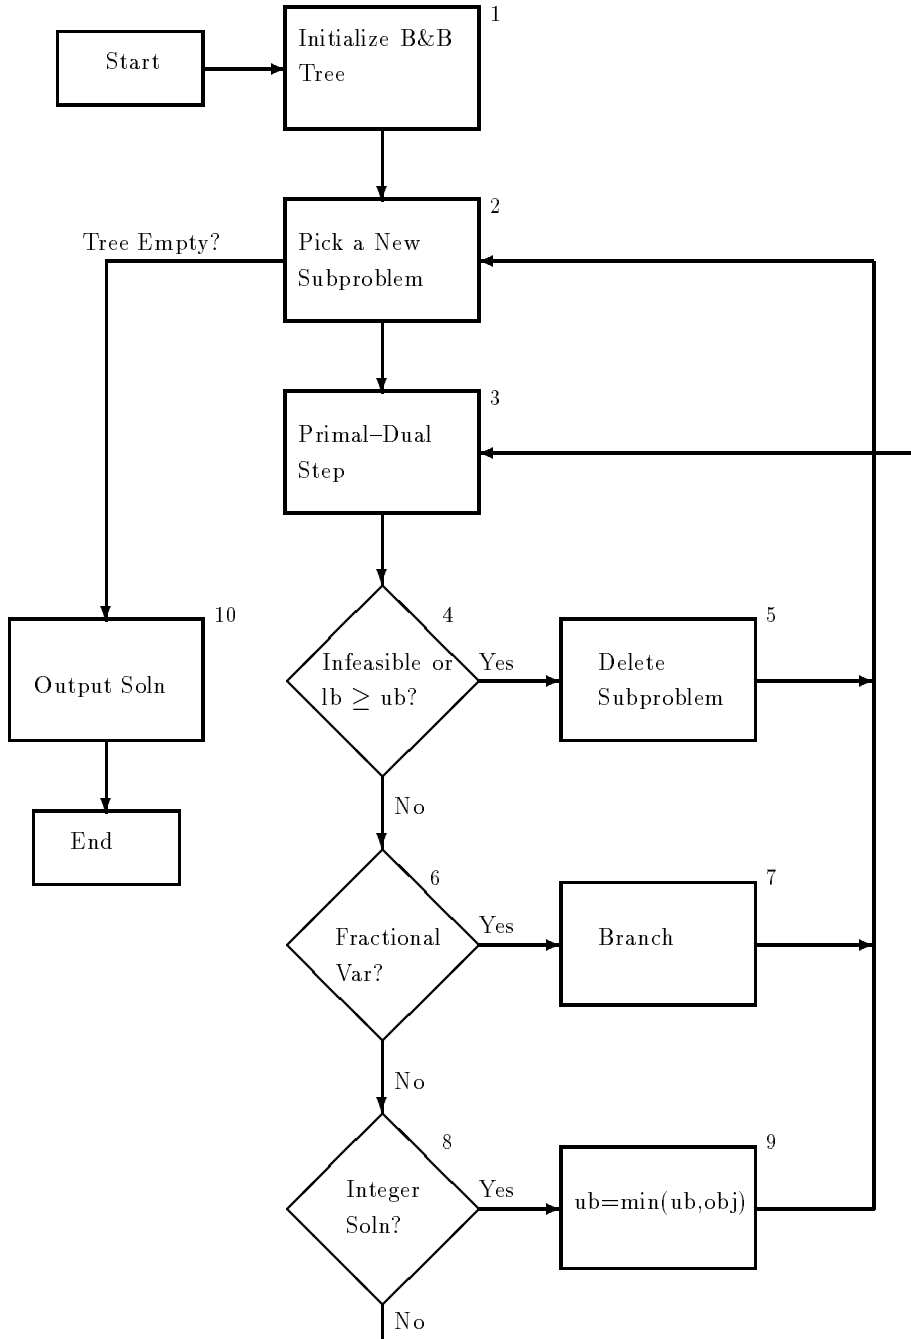 Start
1
Initialize B&B
Tree
2
Tree Empty?
Pick a New
Subproblem
3
Primal–Dual
Step
10
Output Soln
End
4
Infeasible or
lb ≥ ub?
Yes
5
Delete
Subproblem
No
6
Fractional
Var?
Yes
7
Branch
No
8
Integer
Soln?
Yes
9
ub=min(ub,obj)
No